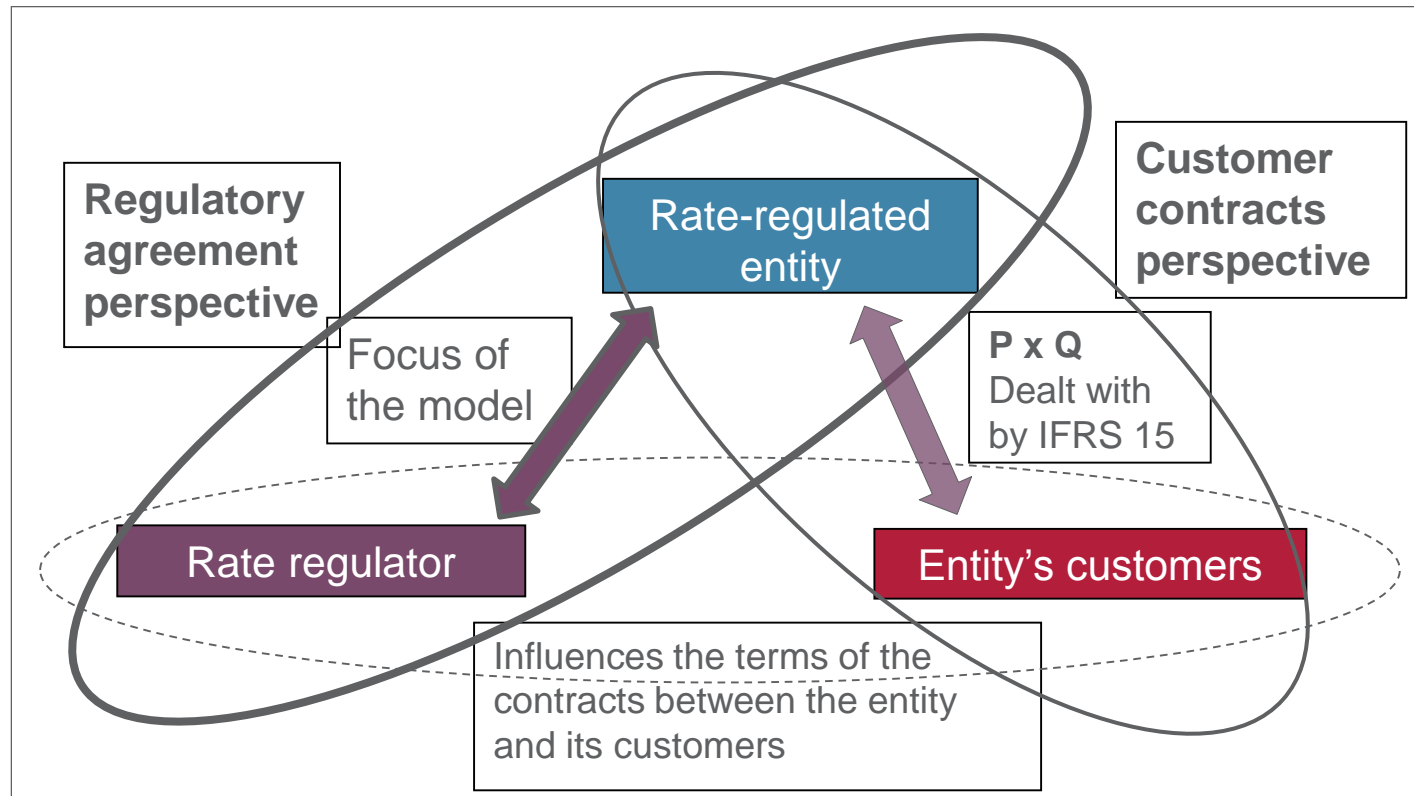 Regulatory
agreement
perspective
Rate-regulated
entity
Customer
contracts
perspective
Focus of
the model
P x Q
Dealt with
by IFRS 15
Rate regulator
Entity’s customers
Influences the terms of the
contracts between the entity
and its customers